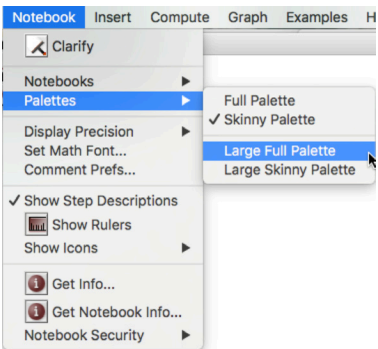 Notebook Insert Compute Graph Examples
Clarify
Notebooks
Palettes
Full Palette
✓ Skinny Palette
Large Full Palette
Large Skinny Palette
Display Precision
Set Math Font...
Comment Prefs...
✓ Show Step Descriptions
Show Rulers
Show Icons
Get Info...
Get Notebook Info...
Notebook Security